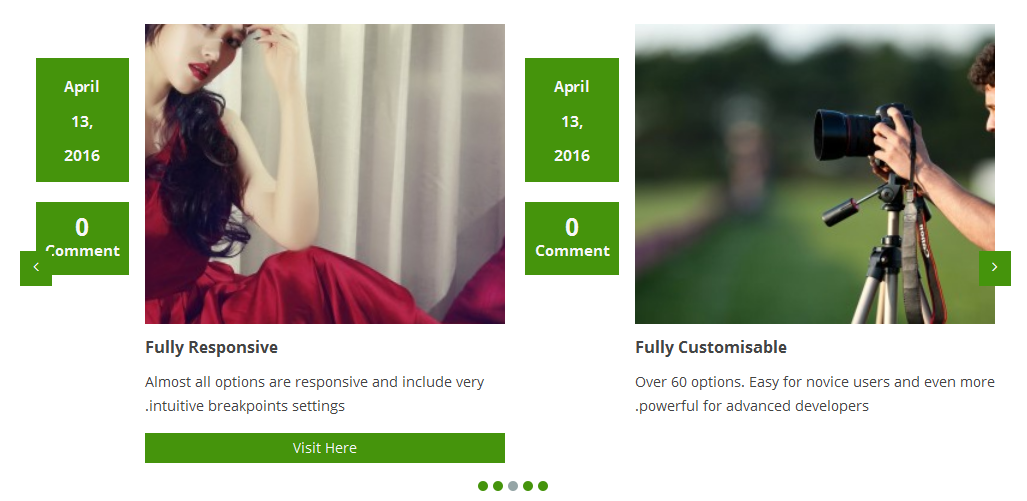 April
13,
2016
0
Comment
Fully Responsive
Almost all options are responsive and include very
.intuitive breakpoints settings
Visit Here
April
13,
2016
0
Comment
Fully Customisable
Over 60 options. Easy for novice users and even more
.powerful for advanced developers